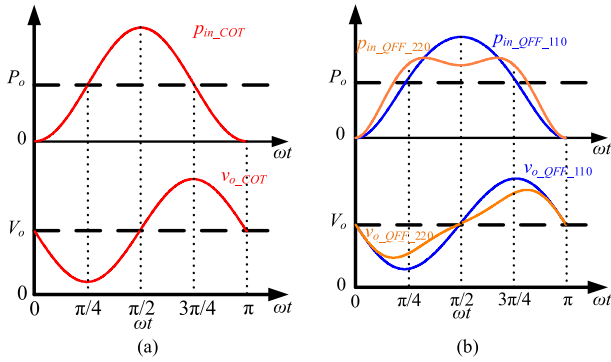 p_in_COT
P_o
0
ωt
v_o_COT
V_o
0
0 π/4 π/2 3π/4 π ωt
ωt
(a)
p_in_QFF_220 p_in_QFF_110
P_o
0
ωt
v_o_QFF_110
V_o
v_o_QFF_220
0
π/4 π/2 3π/4 π ωt
ωt
(b)